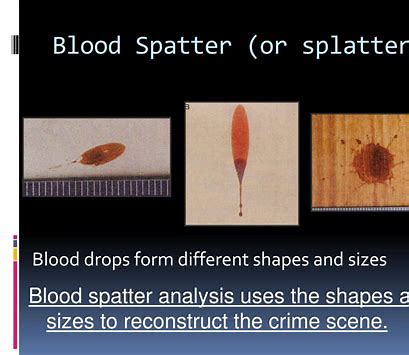 Blood Spatter (or splatter
Blood drops form different shapes and sizes
Blood spatter analysis uses the shapes a
sizes to reconstruct the crime scene.